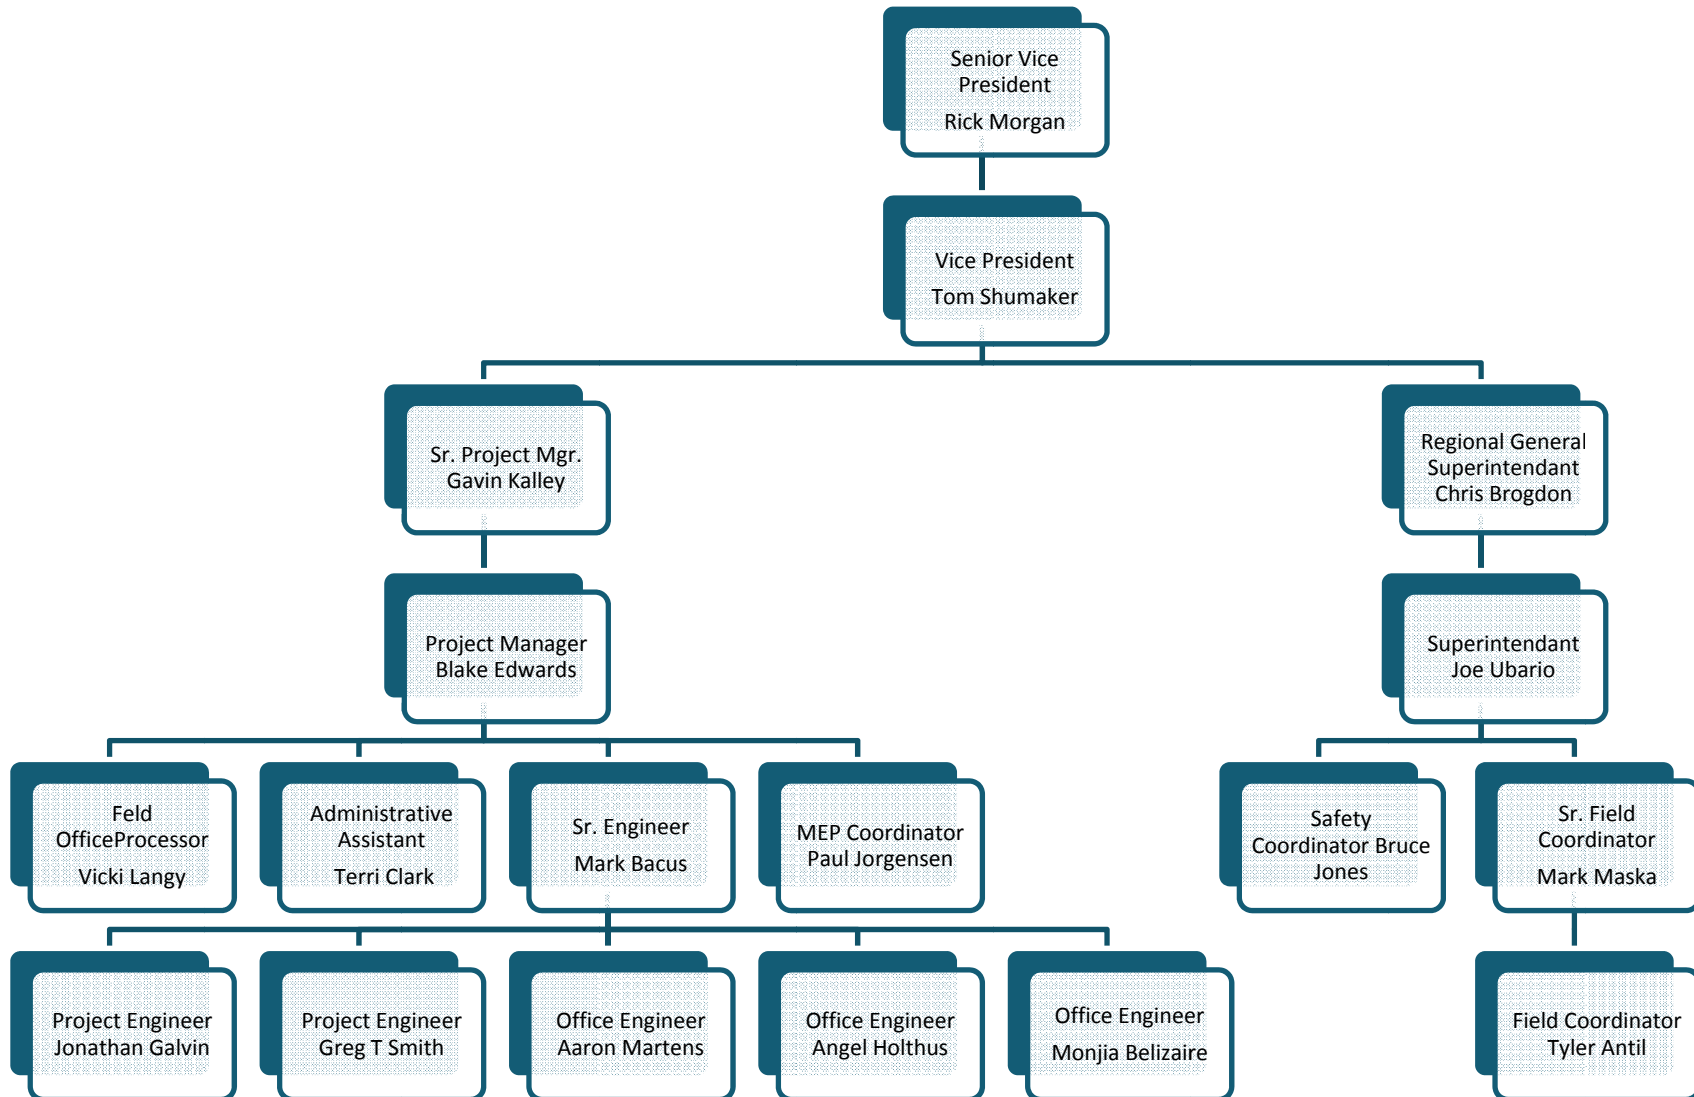 Senior Vice
President
Rick Morgan
Vice President
Tom Shumaker
Sr. Project Mgr.
Gavin Kalley
Regional General
Superintendant
Chris Brogdon
Project Manager
Blake Edwards
Superintendant
Joe Ubario
Feld
OfficeProcessor
Vicki Langy
Administrative
Assistant
Terri Clark
Sr. Engineer
Mark Bacus
MEP Coordinator
Paul Jorgensen
Safety
Coordinator Bruce
Jones
Sr. Field
Coordinator
Mark Maska
Project Engineer
Jonathan Galvin
Project Engineer
Greg T Smith
Office Engineer
Aaron Martens
Office Engineer
Angel Holthus
Office Engineer
Monjia Belizaire
Field Coordinator
Tyler Antil